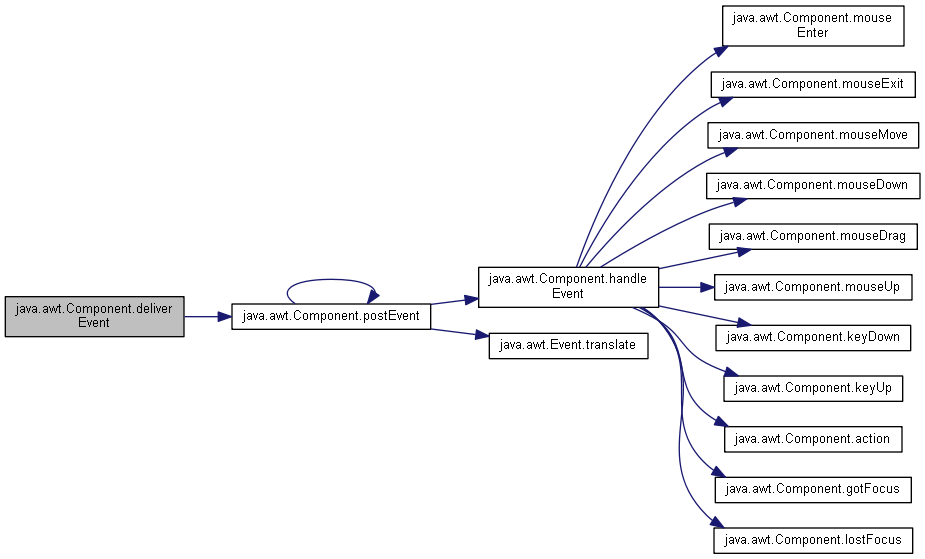 java.awt.Component.deliver
Event
java.awt.Component.postEvent
java.awt.Component.handle
Event
java.awt.Event.translate
java.awt.Component.mouse
Enter
java.awt.Component.mouseExit
java.awt.Component.mouseMove
java.awt.Component.mouseDown
java.awt.Component.mouseDrag
java.awt.Component.mouseUp
java.awt.Component.keyDown
java.awt.Component.keyUp
java.awt.Component.action
java.awt.Component.gotFocus
java.awt.Component.lostFocus